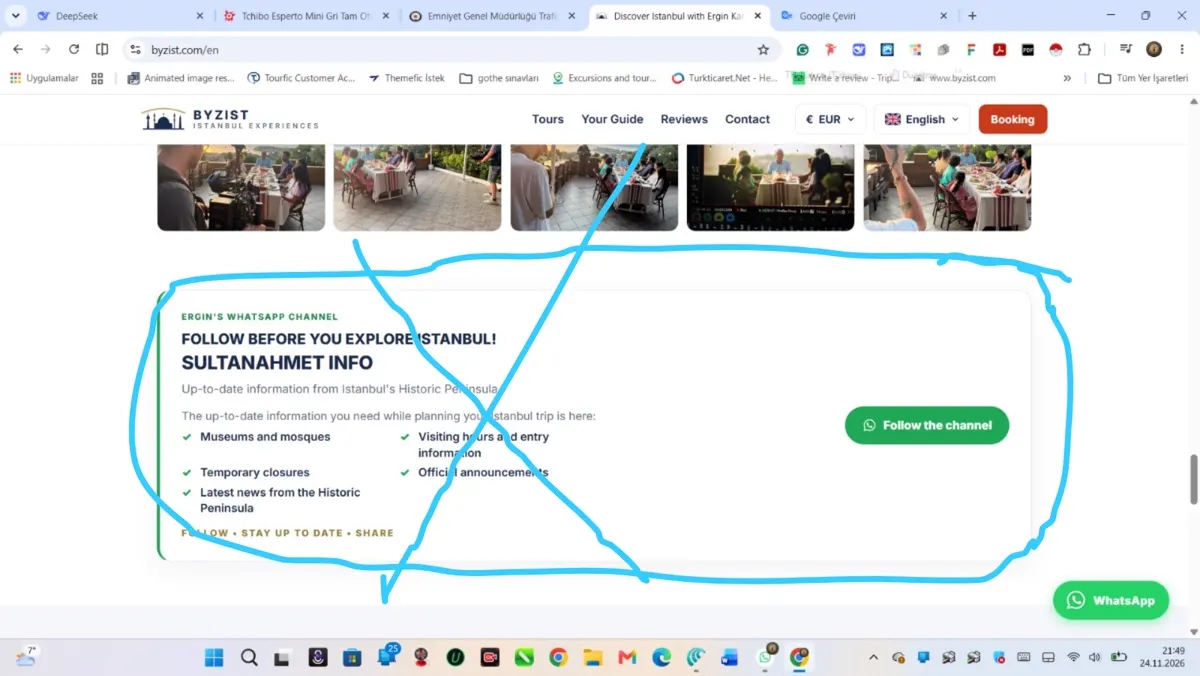 DeepSeek
Tchibo Esperto Mini Gri Tam Ot
Emniyet Genel Müdürlüğü Trafi
Discover Istanbul with Ergin Ka
Google Çeviri
byzist.com/en
Uygulamalar
Animated image res...
Tourfic Customer Ac...
Themefic İstek
gothe sınavları
Excursions and tour...
Turkticaret.Net - He...
Write a review - Trip...
www.byzist.com
»
Tüm Yer İşaretleri
BYZIST
ISTANBUL EXPERIENCES
Tours
Your Guide
Reviews
Contact
€ EUR
English
Booking
ERGIN'S WHATSAPP CHANNEL
FOLLOW BEFORE YOU EXPLORE ISTANBUL!
SULTANAHMET INFO
Up-to-date information from Istanbul's Historic Peninsula
The up-to-date information you need while planning your Istanbul trip is here:
Museums and mosques
Visiting hours and entry
information
Temporary closures
Official announcements
Latest news from the Historic
Peninsula
FOLLOW • STAY UP TO DATE • SHARE
Follow the channel
WhatsApp
7°
25
21:49
24.11.2026